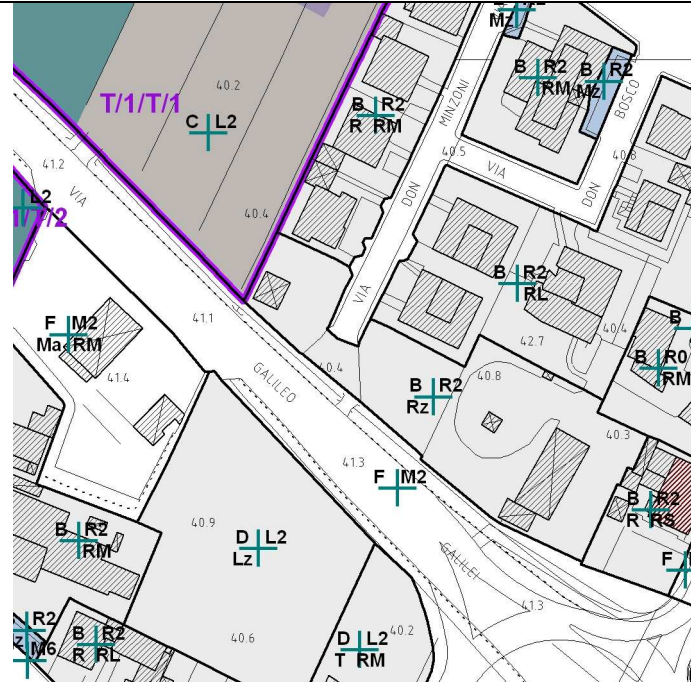 R2
Mz
40.2
T/1/T/1
C L2
B R2
R RM
MINZONI
B R2
RM
B R2
Mz
BOSCO
40.5
VIA
40.8
DON
DON
41.2
VIA
L2
/2
40.4
B R2
RL
VIA
41.1
F M2
Ma RM
41.4
GALILEO
40.4
42.7
40.4
B
B R0
RM
B R2
Rz
40.8
40.3
41.3
F M2
B R2
R RS
40.9
D L2
Lz
GALILEI
B R2
RM
F
41.3
R2
z M6
B R2
R RL
40.6
D L2
T RM
40.2